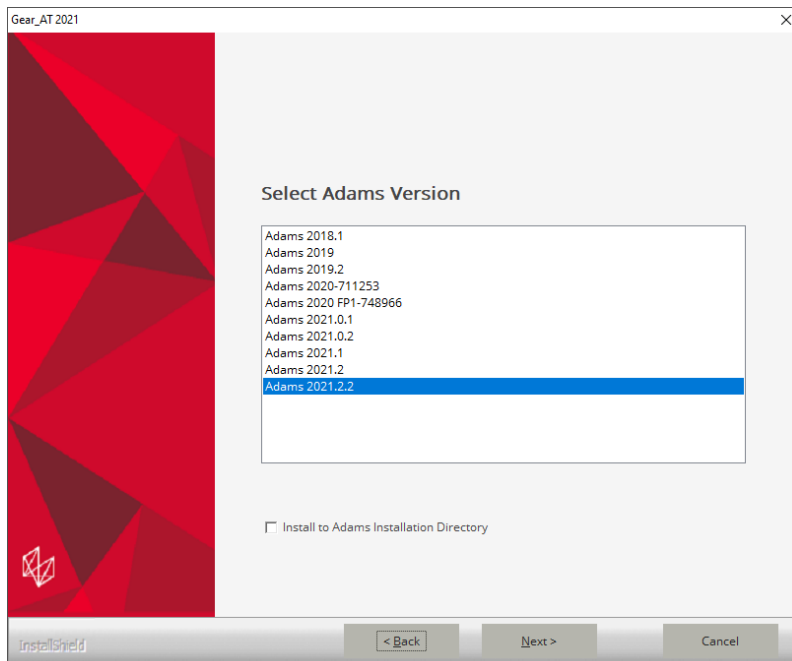 Gear_AT 2021
Select Adams Version
Adams 2018.1
Adams 2019
Adams 2019.2
Adams 2020-711253
Adams 2020 FP1-748966
Adams 2021.0.1
Adams 2021.0.2
Adams 2021.1
Adams 2021.2
Adams 2021.2.2
Install to Adams Installation Directory
InstallShield
< Back
Next >
Cancel